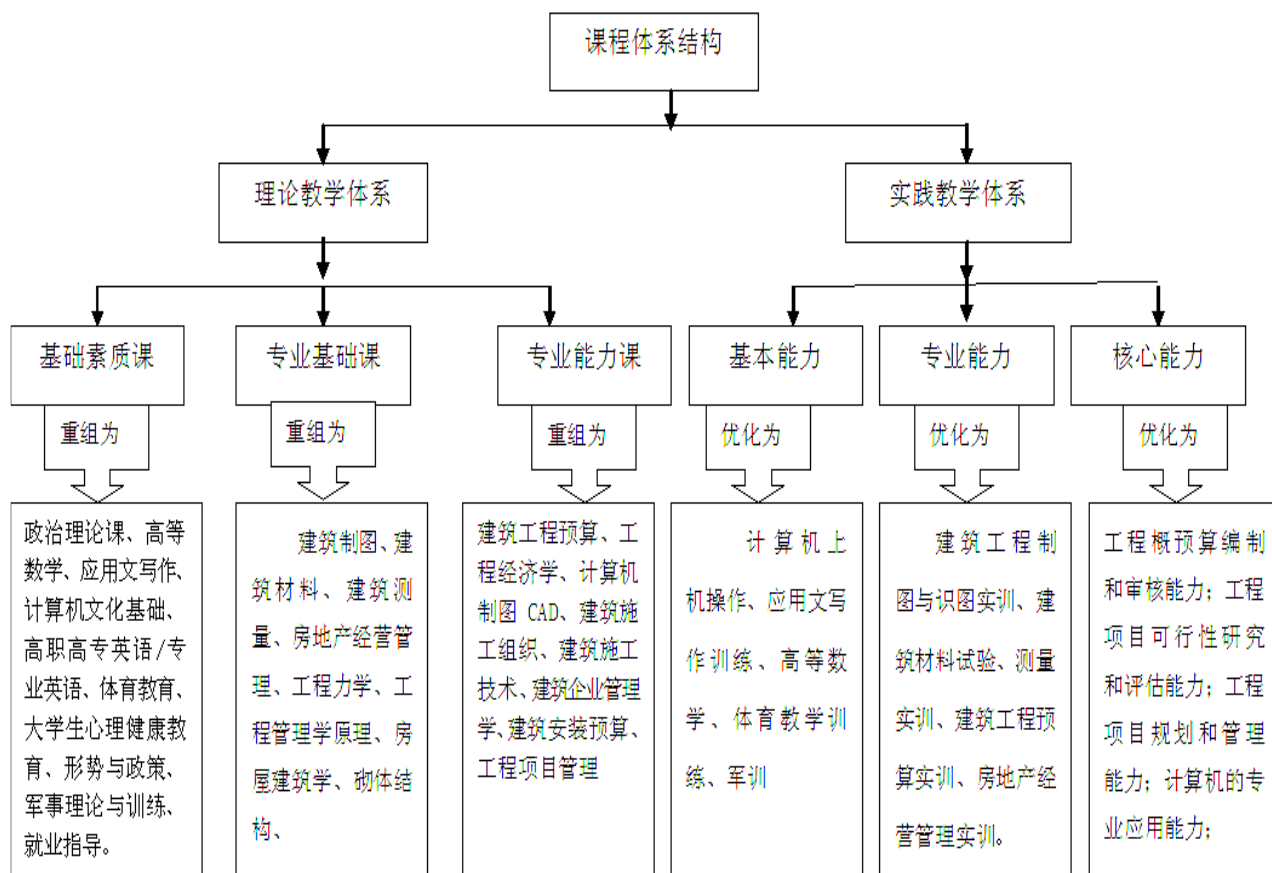 课程体系结构
理论教学体系
实践教学体系
基础素质课
专业基础课
专业能力课
基本能力
专业能力
核心能力
重组为
重组为
重组为
优化为
优化为
优化为
政治理论课、高等
数学、应用文写作、
计算机文化基础、
高职高专英语/专
业英语、体育教育、
大学生心理健康教
育、形势与政策、
军事理论与训练、
就业指导。
建筑制图、建
筑材料、建筑测
量、房地产经营管
理、工程力学、工
程管理学原理、房
屋建筑学、砌体结
构、
建筑工程预算、工
程经济学、计算机
制图 CAD、建筑施
工组织、建筑施工
技术、建筑企业管理
学、建筑安装预算、
工程项目管理
计算机上
机操作、应用文写
作训练、高等数
学、体育教学训
练、军训
建筑工程制
图与识图实训、建
筑材料试验、测量
实训、建筑工程预
算实训、房地产经
营管理实训。
工程概预算编制
和审核能力；工程
项目可行性研究
和评估能力；工程
项目规划和管理
能力；计算机的专
业应用能力；